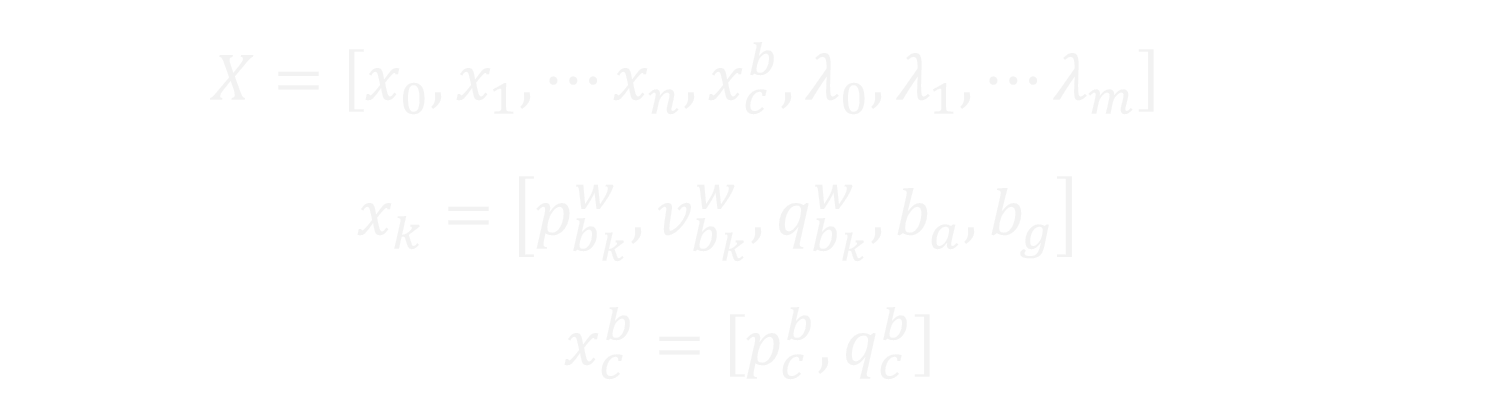 X = [x_0, x_1, ⋯ x_n, x_c^b, λ_0, λ_1, ⋯ λ_m]
x_k = [p_{b_k}^w, v_{b_k}^w, q_{b_k}^w, b_a, b_g]
x_c^b = [p_c^b, q_c^b]